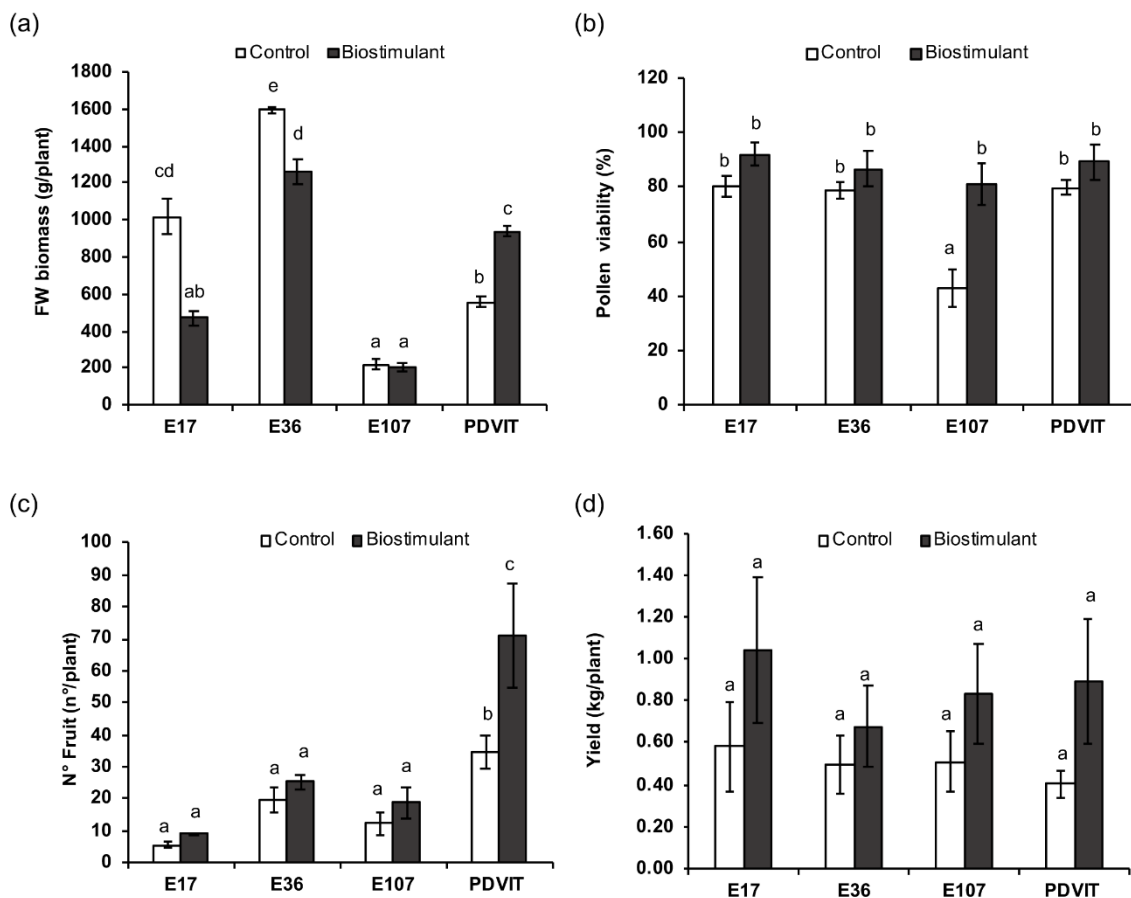 (a)
Control Biostimulant
FW biomass (g/plant)
1800
1600
1400
1200
1000
800
600
400
200
0
cd
ab
e
d
a
a
b
c
E17 E36 E107 PDVIT
(b)
Control Biostimulant
Pollen viability (%)
120
100
80
60
40
20
0
b
b
b
b
a
b
b
b
E17 E36 E107 PDVIT
(c)
Control Biostimulant
N° Fruit (n°/plant)
100
90
80
70
60
50
40
30
20
10
0
a
a
a
a
a
a
b
c
E17 E36 E107 PDVIT
(d)
Control Biostimulant
Yield (kg/plant)
1.60
1.40
1.20
1.00
0.80
0.60
0.40
0.20
0.00
a
a
a
a
a
a
a
a
E17 E36 E107 PDVIT